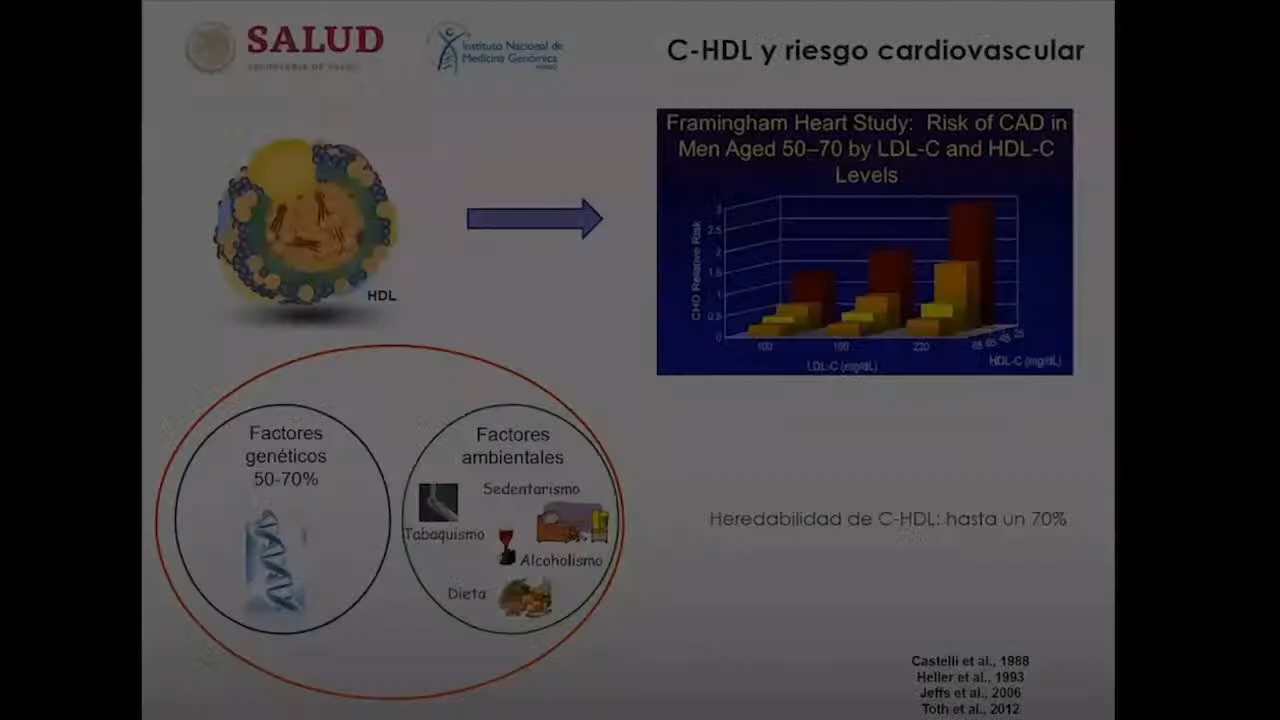 SALUD
SECRETARÍA DE SALUD
Instituto Nacional de
Medicina Genómica
MÉXICO
C-HDL y riesgo cardiovascular
Framingham Heart Study: Risk of CAD in
Men Aged 50–70 by LDL-C and HDL-C
Levels
CHD Relative Risk
3
2.5
2
1.5
1
0.5
0
100
160
220
85
65
45
25
LDL-C (mg/dL)
HDL-C (mg/dL)
HDL
Factores
genéticos
50-70%
Factores
ambientales
Sedentarismo
Tabaquismo
Alcoholismo
Dieta
Heredabilidad de C-HDL: hasta un 70%
Castelli et al., 1988
Heller et al., 1993
Jeffs et al., 2006
Toth et al., 2012